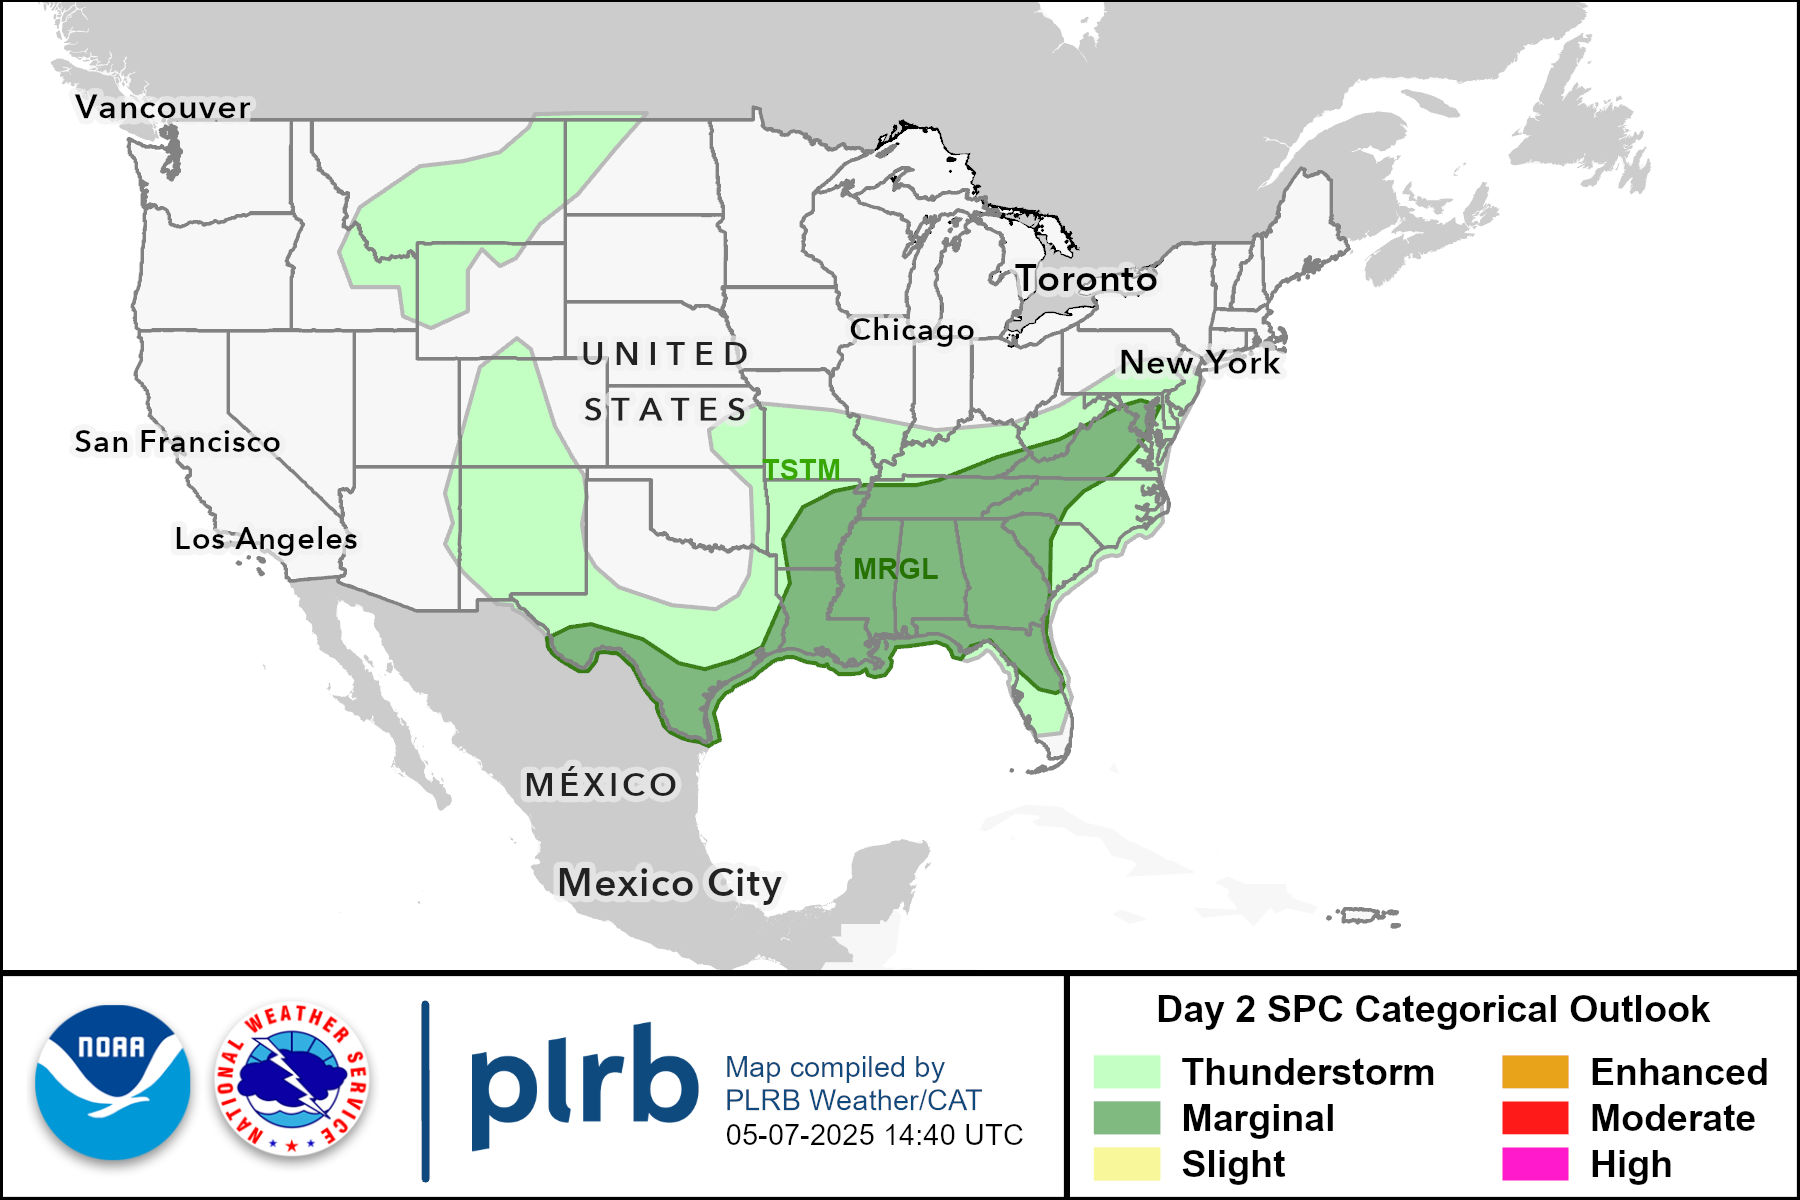 Vancouver
Toronto
Chicago
UNITED
New York
STATES
San Francisco
TSTM
Los Angeles
MRGL
MÉXICO
Mexico City
NOAA
NATIONAL WEATHER SERVICE
plrb
Map compiled by
PLRB Weather/CAT
05-07-2025 14:40 UTC
Day 2 SPC Categorical Outlook
Thunderstorm
Marginal
Slight
Enhanced
Moderate
High